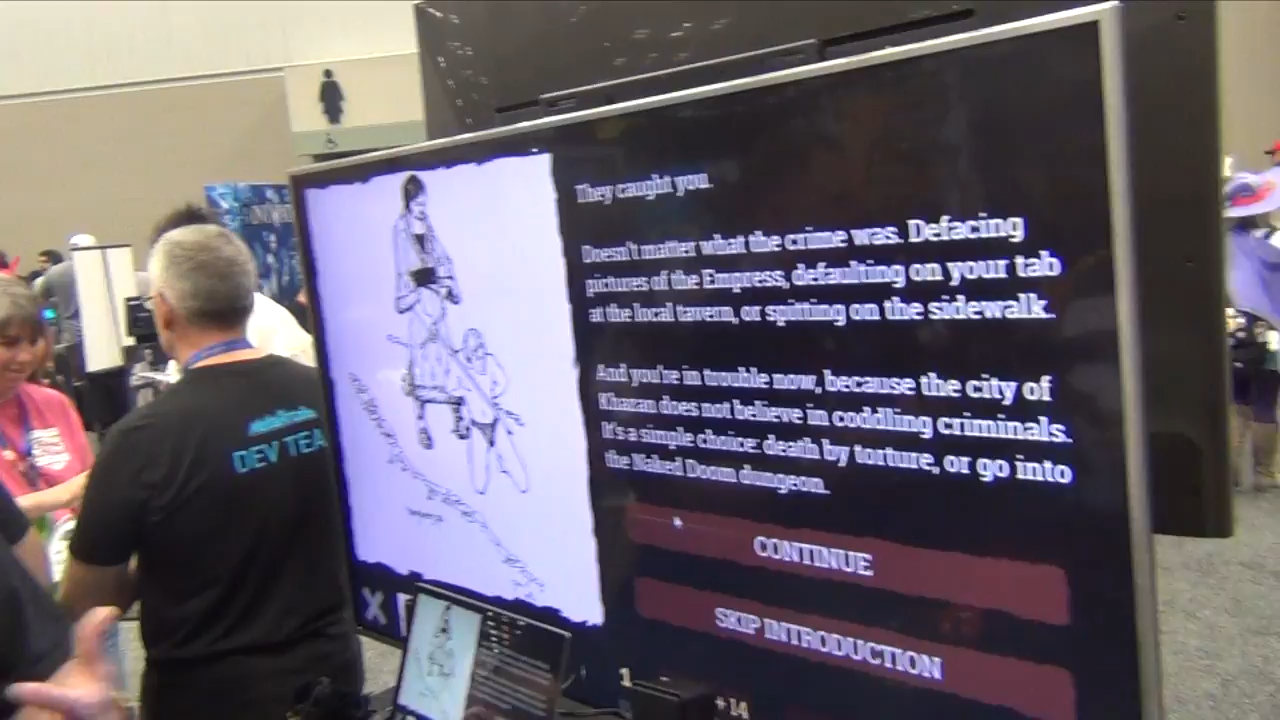 They caught you.
Doesn't matter what the crime was. Defacing
pictures of the Empress, defaulting on your tab
at the local tavern, or spitting on the sidewalk.
And you're in trouble now, because the city of
Khazan does not believe in coddling criminals.
It's a simple choice: death by torture, or go into
the Naked Doom dungeon.
CONTINUE
SKIP INTRODUCTION
1
+14
X
DEV TEA